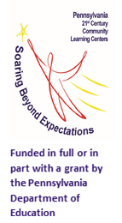 Pennsylvania
21st Century
Community
Learning Centers
Soaring Beyond Expectations
Funded in full or in
part with a grant by
the Pennsylvania
Department of
Education